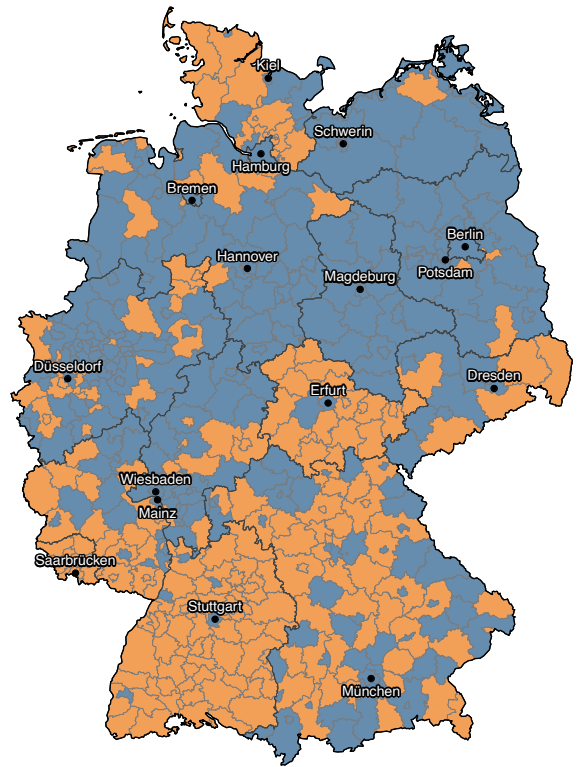 Kiel
Schwerin
Hamburg
Bremen
Berlin
Hannover
Potsdam
Magdeburg
Düsseldorf
Dresden
Erfurt
Wiesbaden
Mainz
Saarbrücken
Stuttgart
München